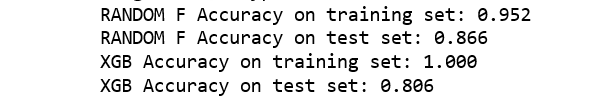 RANDOM F Accuracy on training set: 0.952
RANDOM F Accuracy on test set: 0.866
XGB Accuracy on training set: 1.000
XGB Accuracy on test set: 0.806